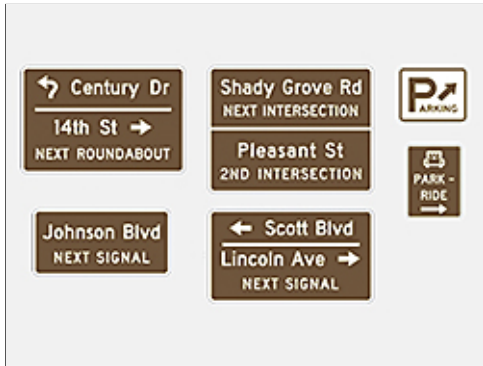 Century Dr
14th St
NEXT ROUNDABOUT
Shady Grove Rd
NEXT INTERSECTION
Pleasant St
2ND INTERSECTION
PARKING
PARK -
RIDE
Johnson Blvd
NEXT SIGNAL
Scott Blvd
Lincoln Ave
NEXT SIGNAL